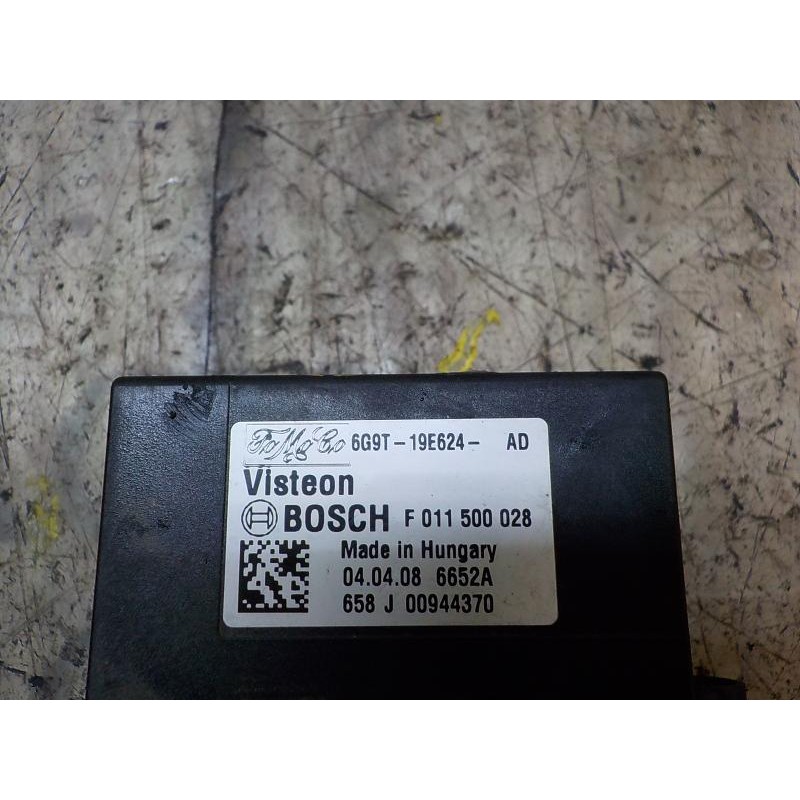 FoMoCo 6G9T-19E624- AD
Visteon
BOSCH F 011 500 028
Made in Hungary
04.04.08 6652A
658 J 00944370